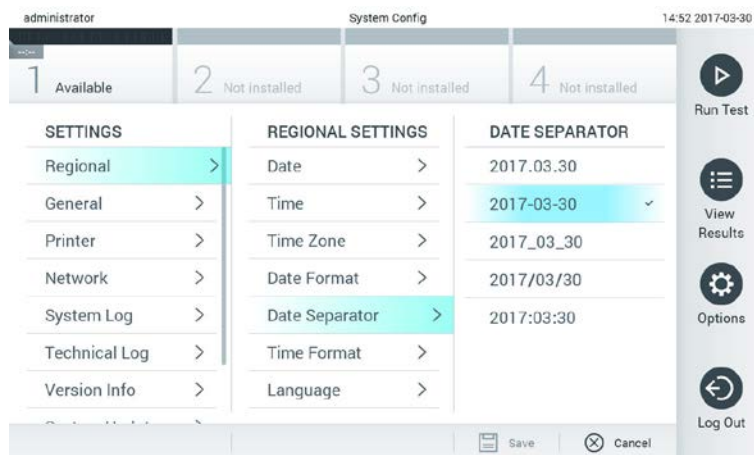 administrator System Config 14:52 2017-03-30
--:--
1 Available 2 Not installed 3 Not installed 4 Not installed
Run Test
SETTINGS REGIONAL SETTINGS DATE SEPARATOR
Regional > Date > 2017.03.30
General > Time > 2017-03-30
View Results
Printer > Time Zone > 2017_03_30
Network > Date Format > 2017/03/30
System Log > Date Separator > 2017:03:30
Options
Technical Log > Time Format >
Version Info > Language >
Log Out
Save Cancel